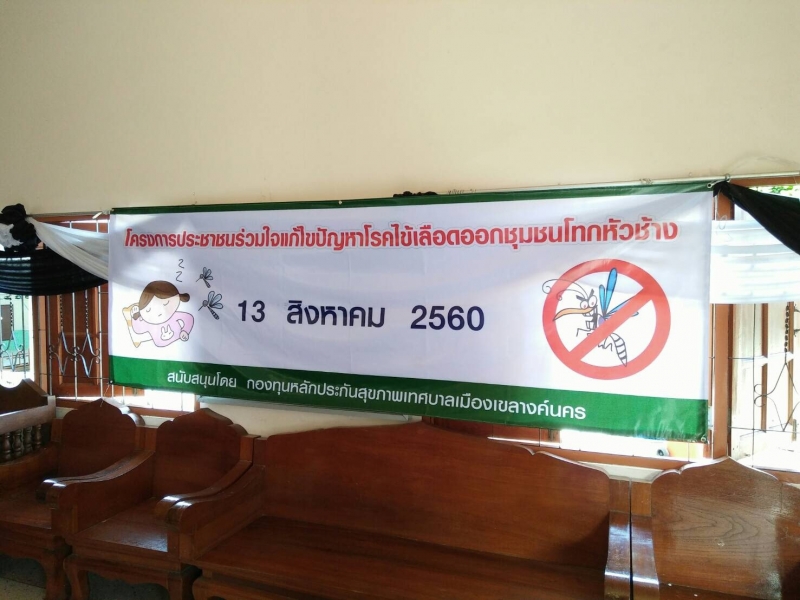 โครงการประชาชนร่วมใจแก้ไขปัญหาโรคไข้เลือดออกชุมชนโทกหัวช้าง
z
z
13 สิงหาคม 2560
สนับสนุนโดย กองทุนหลักประกันสุขภาพเทศบาลเมืองเขลางค์นคร